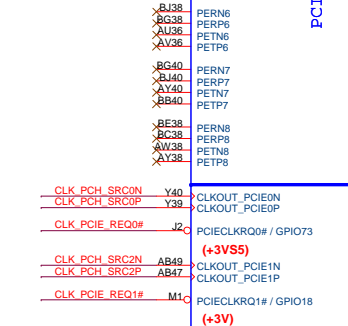 BJ38 PERN6
BG38 PERP6
AU36 PETN6
AV36 PETP6
BG40 PERN7
BJ40 PERP7
AY40 PETN7
BB40 PETP7
BE38 PERN8
BC38 PERP8
AW38 PETN8
AY38 PETP8
PCI
CLK_PCH_SRC0N Y40 CLKOUT_PCIE0N
CLK_PCH_SRC0P Y39 CLKOUT_PCIE0P
CLK_PCIE_REQ0# J2 PCIECLKRQ0# / GPIO73
(+3VS5)
CLK_PCH_SRC2N AB49 CLKOUT_PCIE1N
CLK_PCH_SRC2P AB47 CLKOUT_PCIE1P
CLK_PCIE_REQ1# M1 PCIECLKRQ1# / GPIO18
(+3V)